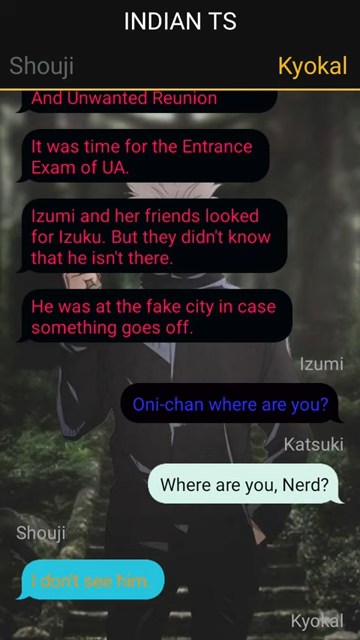 INDIAN TS
Shouji
Kyokal
And Unwanted Reunion
It was time for the Entrance
Exam of UA.
Izumi and her friends looked
for Izuku. But they didn't know
that he isn't there.
He was at the fake city in case
something goes off.
Izumi
Oni-chan where are you?
Katsuki
Where are you, Nerd?
Shouji
I don't see him.
Kyokal